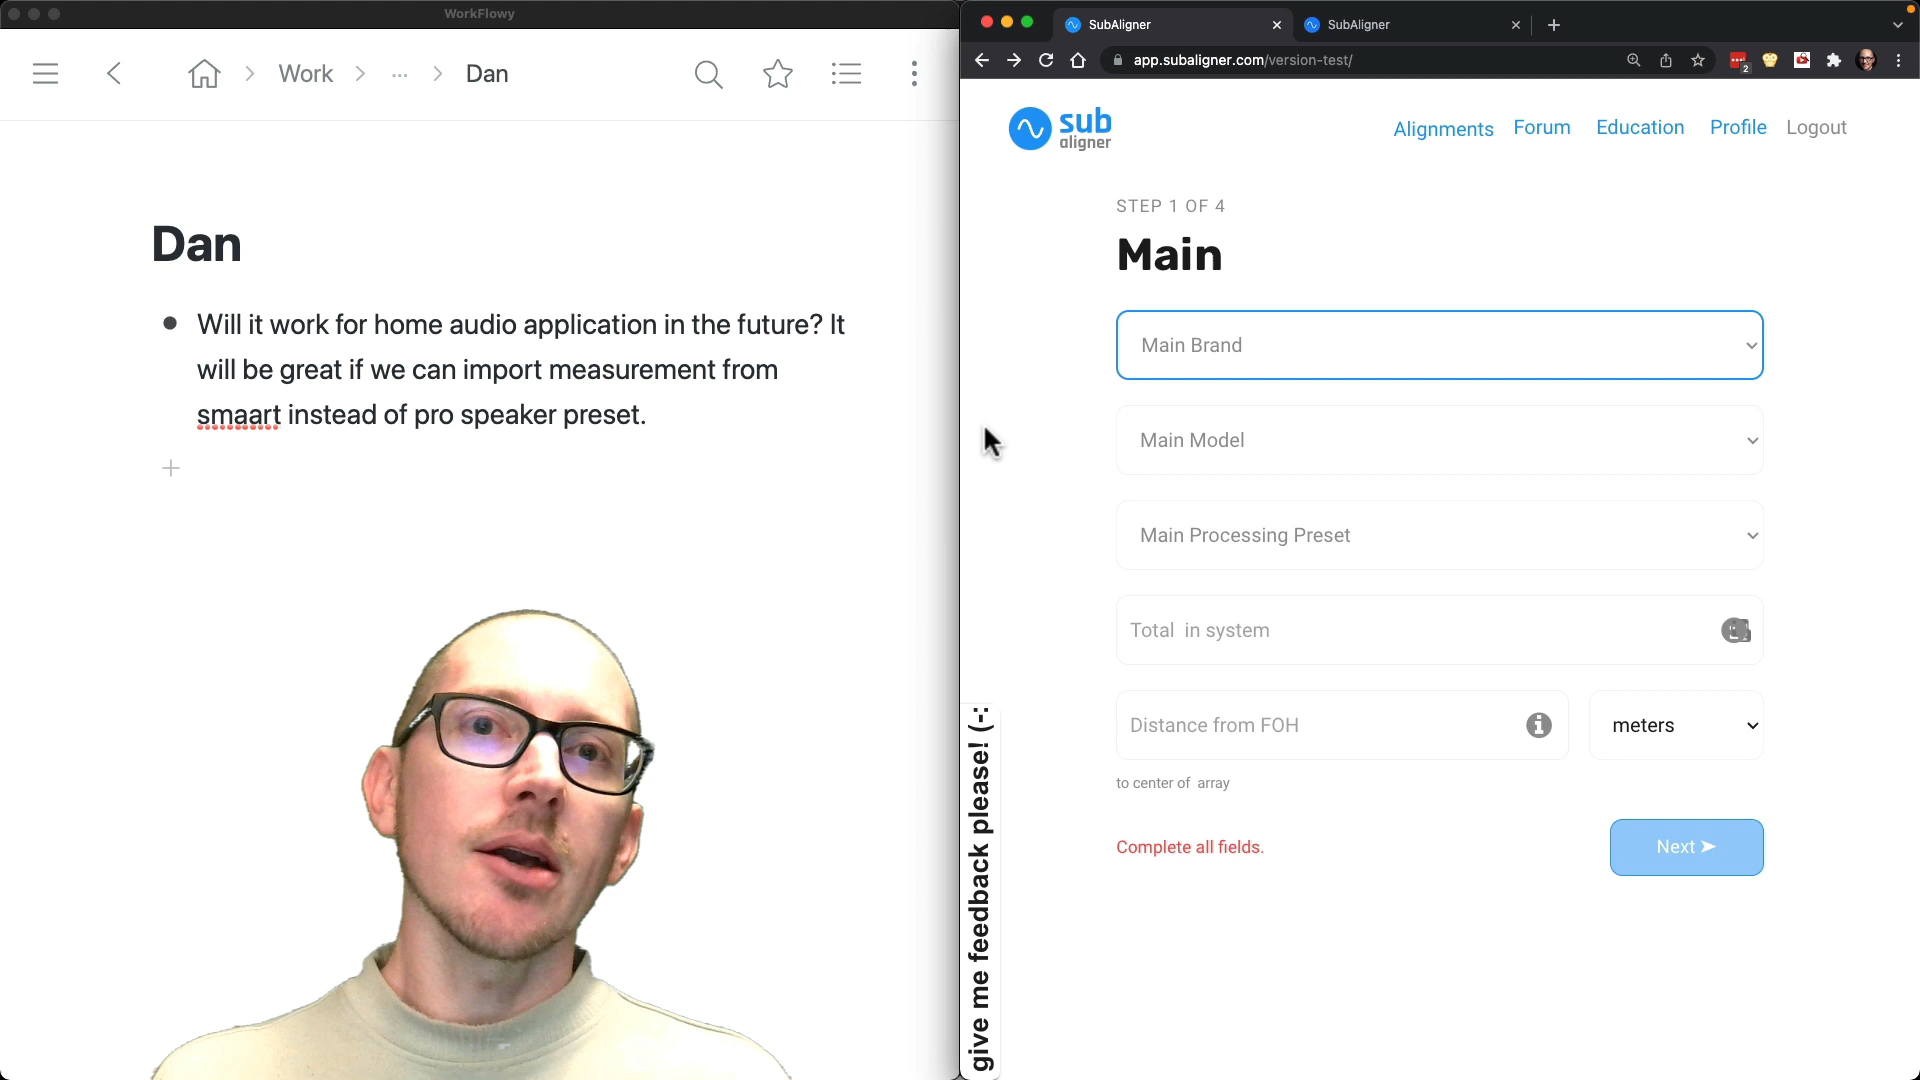 WorkFlowy
Work
...
Dan
Dan
Will it work for home audio application in the future? It
will be great if we can import measurement from
smaart instead of pro speaker preset.
SubAligner
SubAligner
app.subaligner.com/version-test/
2
sub
aligner
Alignments
Forum
Education
Profile
Logout
STEP 1 OF 4
Main
Main Brand
Main Model
Main Processing Preset
Total in system
Distance from FOH
meters
to center of array
Complete all fields.
Next ➤
give me feedback please! (-: